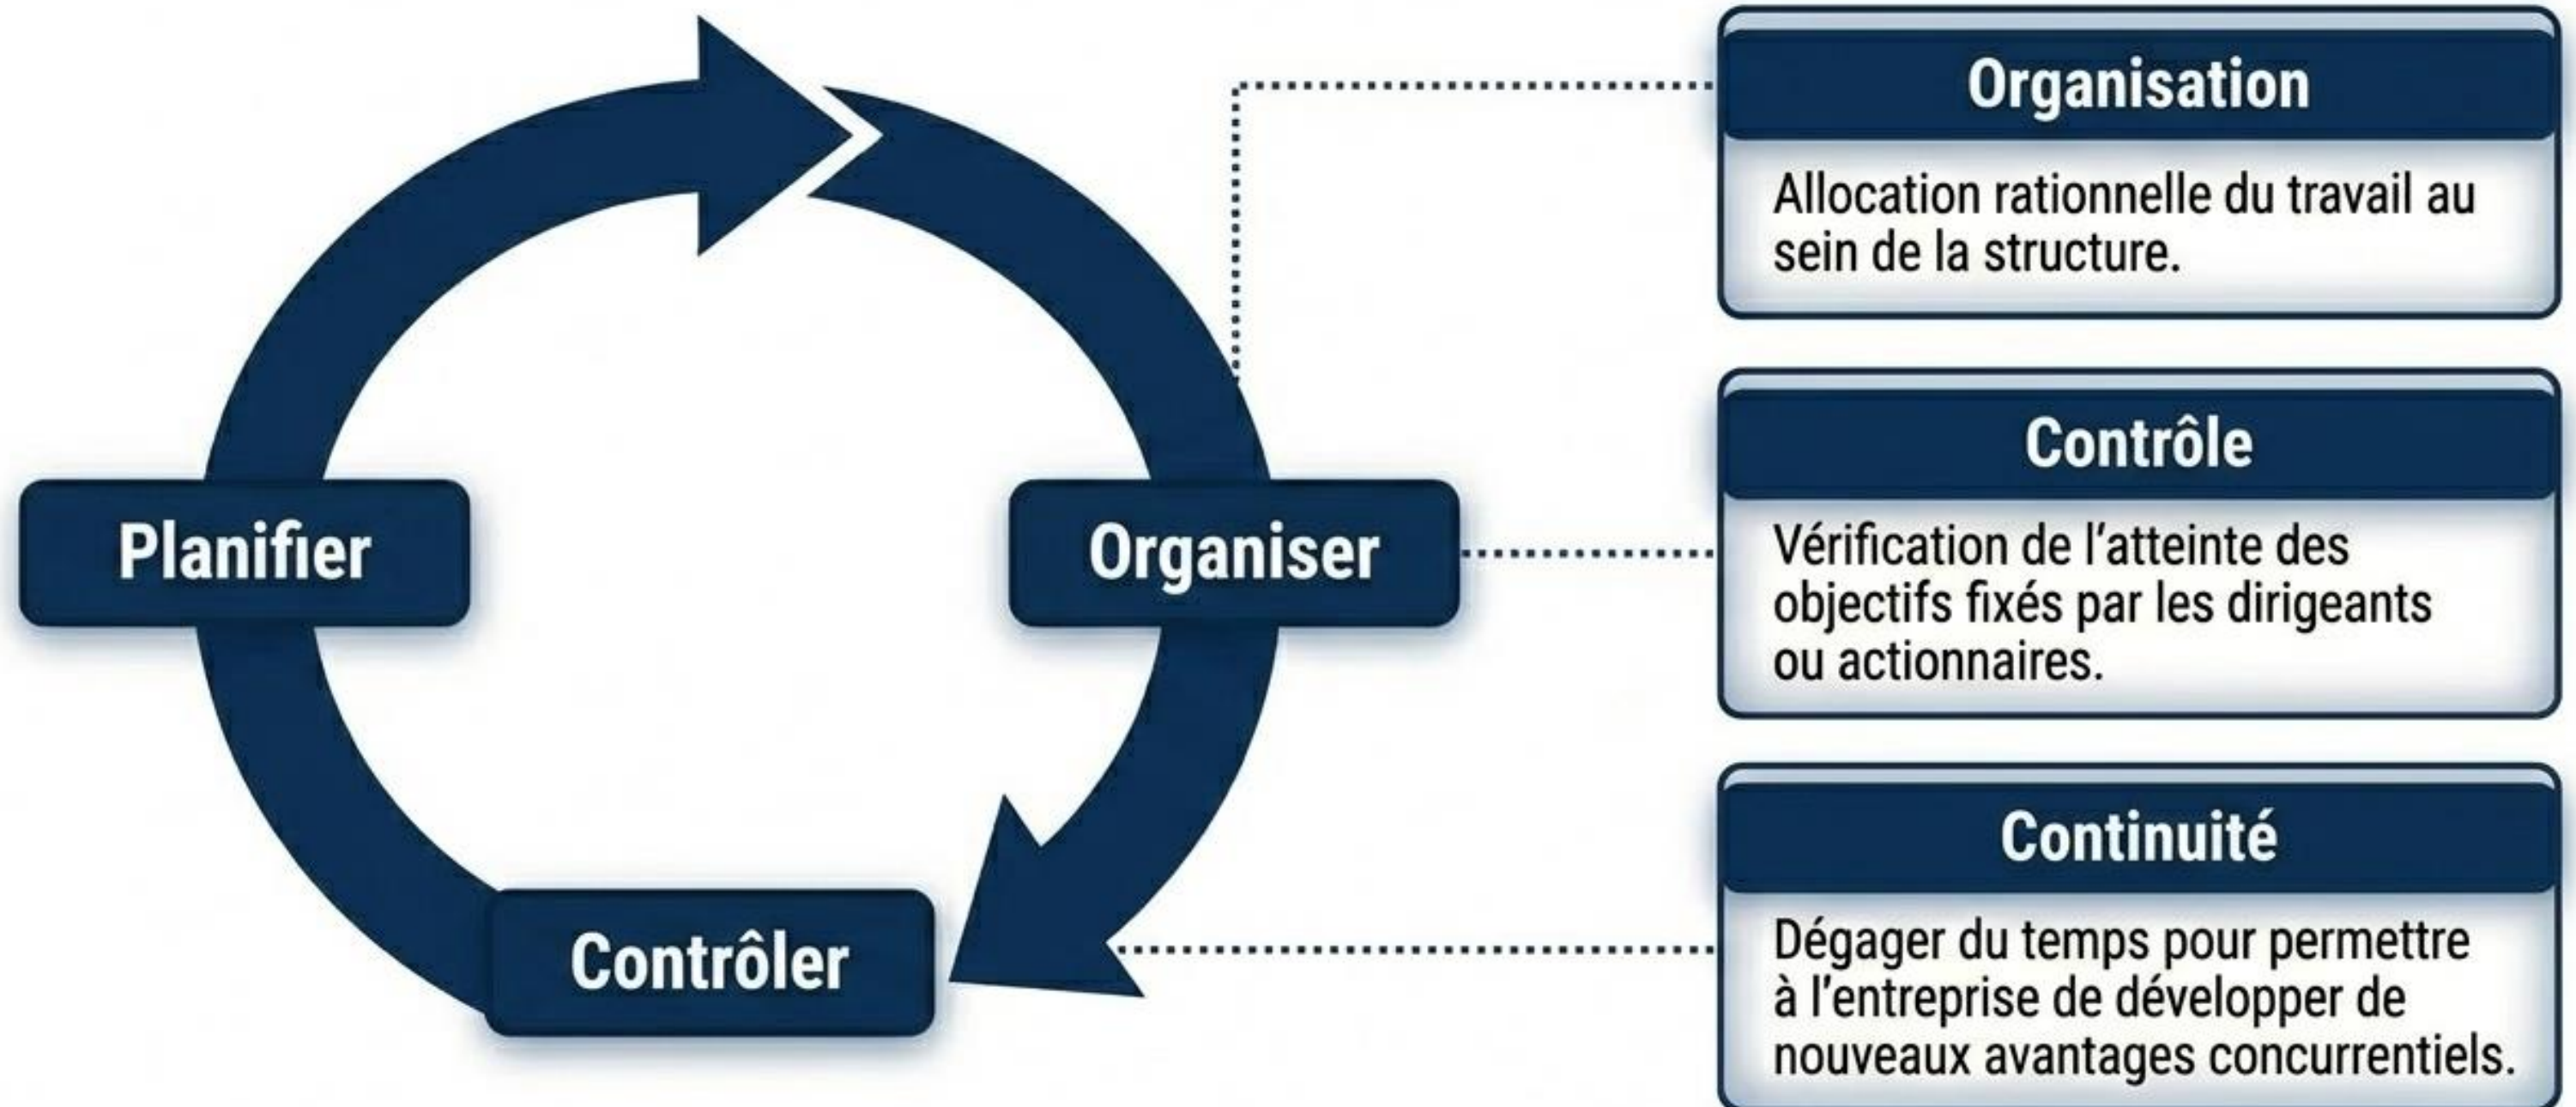 Planifier
Organiser
Contrôler
Organisation
Allocation rationnelle du travail au
sein de la structure.
Contrôle
Vérification de l'atteinte des
objectifs fixés par les dirigeants
ou actionnaires.
Continuité
Dégager du temps pour permettre
à l'entreprise de développer de
nouveaux avantages concurrentiels.